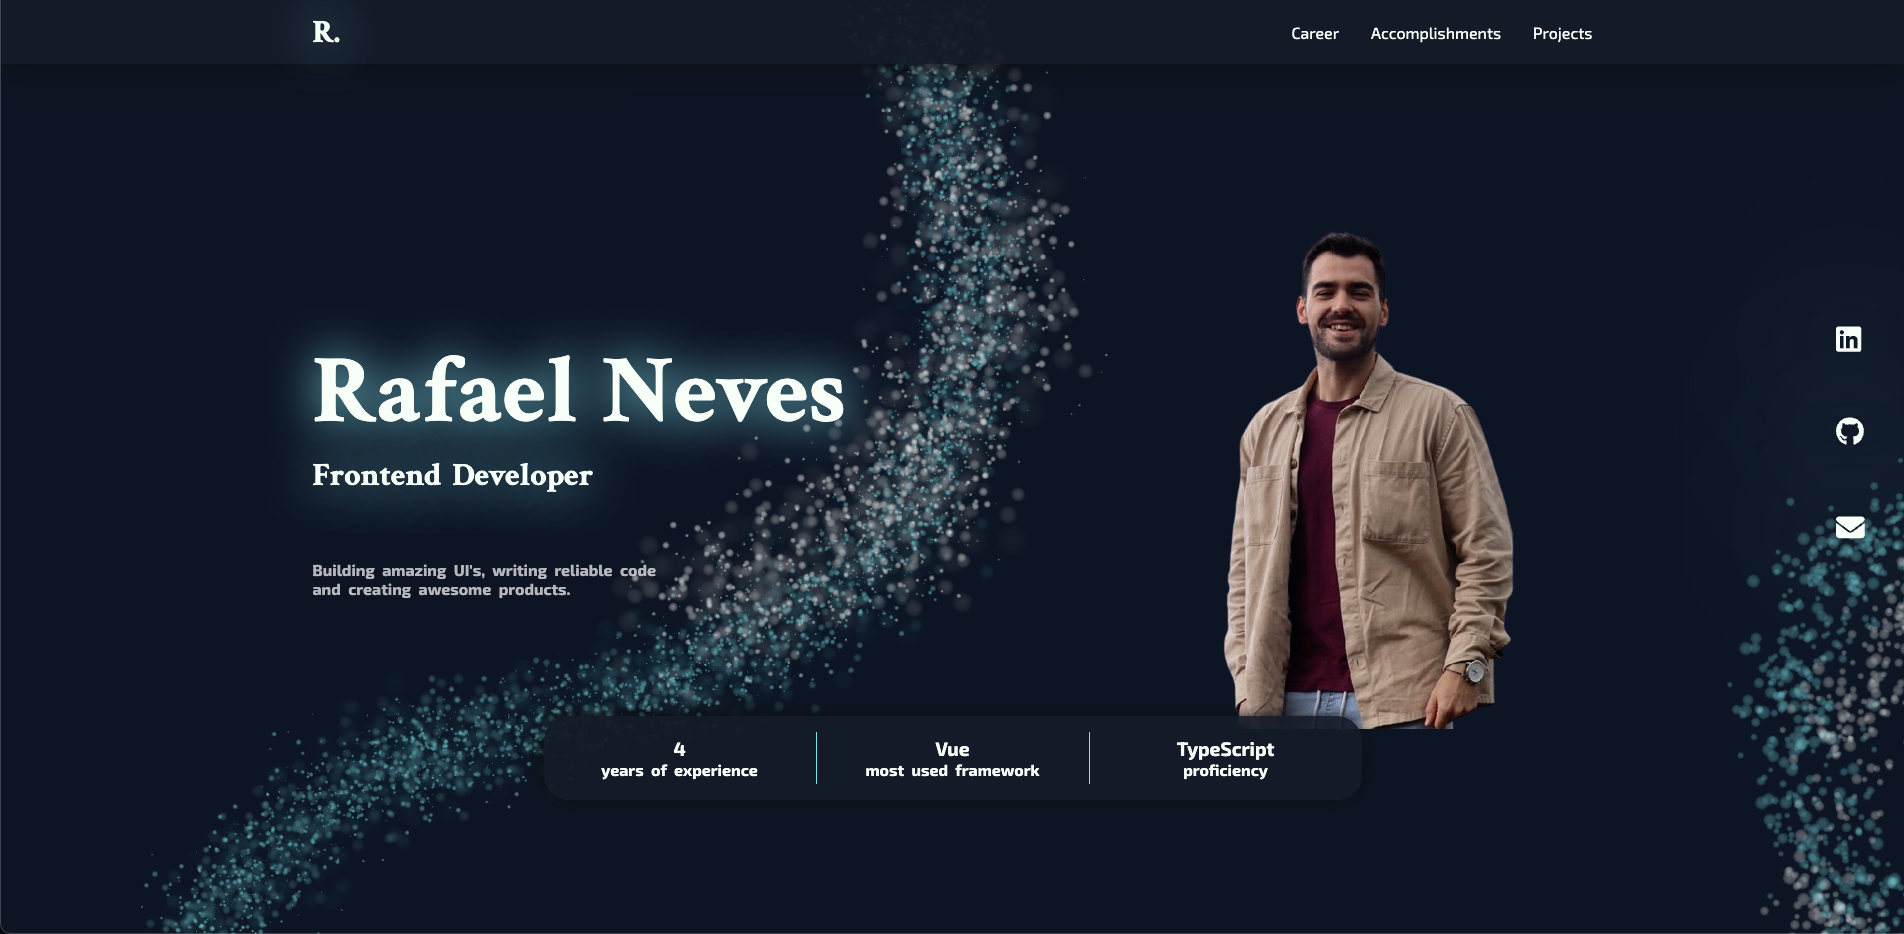 R.
Career
Accomplishments
Projects
Rafael Neves
Frontend Developer
Building amazing UI's, writing reliable code
and creating awesome products.
4
years of experience
Vue
most used framework
TypeScript
proficiency
in